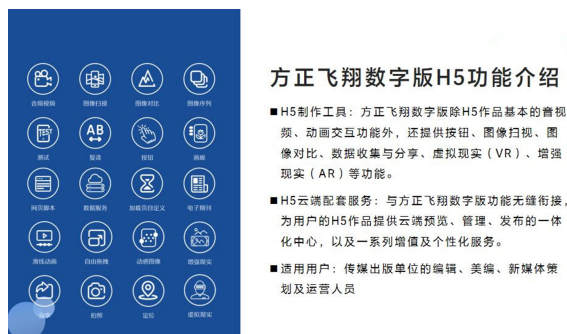 音频视频 图像扫视 图像对比 图像序列
TEST
AB
测试 复读 按钮 画廊
网页脚本 数据服务 加载页自定义 电子期刊
滑线动画 自由拖拽 动感图像 增强现实
分享 拍照 定位 虚拟现实
方正飞翔数字版H5功能介绍
■H5制作工具：方正飞翔数字版除H5作品基本的音视
频、动画交互功能外，还提供按钮、图像扫视、图
像对比、数据收集与分享、虚拟现实（VR）、增强
现实（AR）等功能。
■H5云端配套服务：与方正飞翔数字版功能无缝衔接，
为用户的H5作品提供云端预览、管理、发布的一体
化中心，以及一系列增值及个性化服务。
■适用用户：传媒出版单位的编辑、美编、新媒体策
划及运营人员